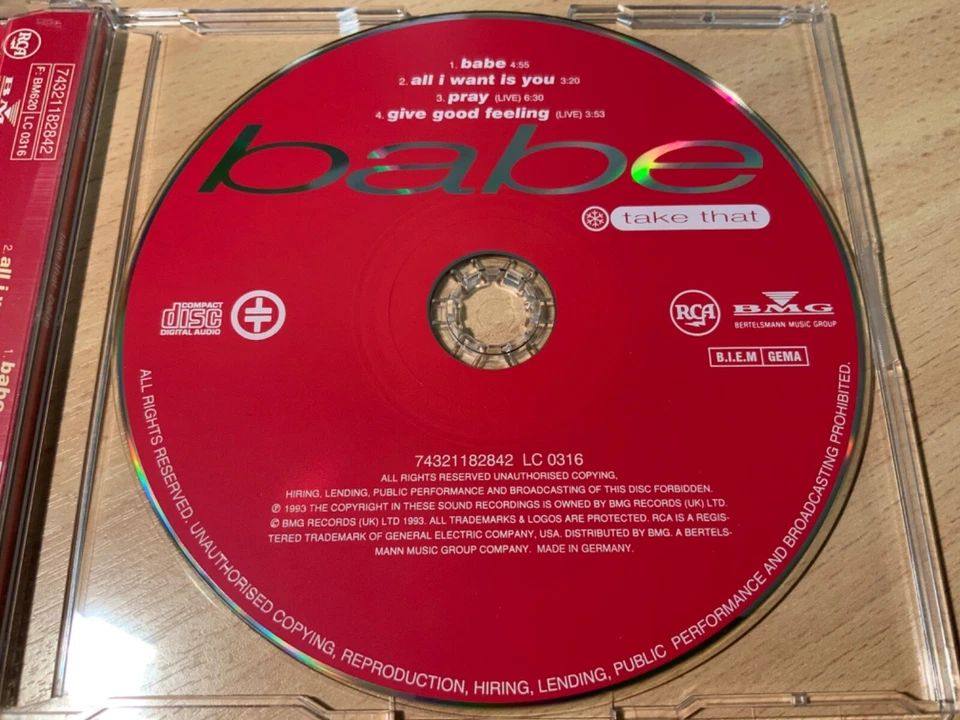 1. babe 4:55
2. all i want is you 3:20
3. pray (LIVE) 6:30
4. give good feeling (LIVE) 3:53
babe
take that
COMPACT
disc
DIGITAL AUDIO
RCA
BMG
BERTELSMANN MUSIC GROUP
B.I.E.M GEMA
74321182842 LC 0316
ALL RIGHTS RESERVED UNAUTHORISED COPYING,
HIRING, LENDING, PUBLIC PERFORMANCE AND BROADCASTING OF THIS DISC FORBIDDEN.
℗ 1993 THE COPYRIGHT IN THESE SOUND RECORDINGS IS OWNED BY BMG RECORDS (UK) LTD.
© BMG RECORDS (UK) LTD 1993. ALL TRADEMARKS & LOGOS ARE PROTECTED. RCA IS A REGIS-
TERED TRADEMARK OF GENERAL ELECTRIC COMPANY, USA. DISTRIBUTED BY BMG. A BERTELS-
MANN MUSIC GROUP COMPANY. MADE IN GERMANY.
ALL RIGHTS RESERVED. UNAUTHORISED COPYING, REPRODUCTION, HIRING, LENDING, PUBLIC PERFORMANCE AND BROADCASTING PROHIBITED.
RCA
BM
74321182842
F: BM620 LC 0316
2. all i
1. babe